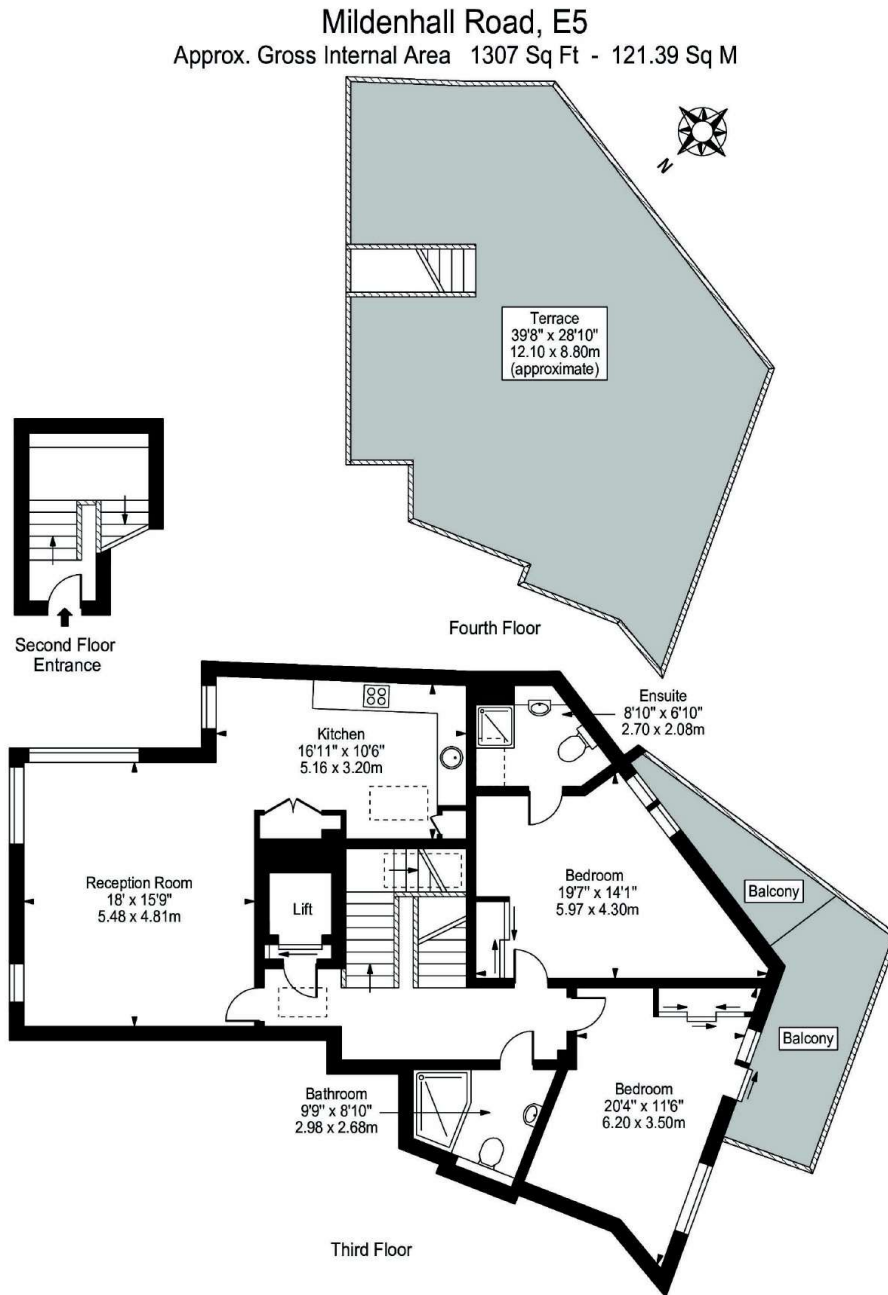 Mildenhall Road, E5
Approx. Gross Internal Area 1307 Sq Ft - 121.39 Sq M
N
Terrace
39'8" x 28'10"
12.10 x 8.80m
(approximate)
Second Floor
Entrance
Fourth Floor
Ensuite
8'10" x 6'10"
2.70 x 2.08m
Kitchen
16'11" x 10'6"
5.16 x 3.20m
Reception Room
18' x 15'9"
5.48 x 4.81m
Lift
Bedroom
19'7" x 14'1"
5.97 x 4.30m
Balcony
Balcony
Bathroom
9'9" x 8'10"
2.98 x 2.68m
Bedroom
20'4" x 11'6"
6.20 x 3.50m
Third Floor